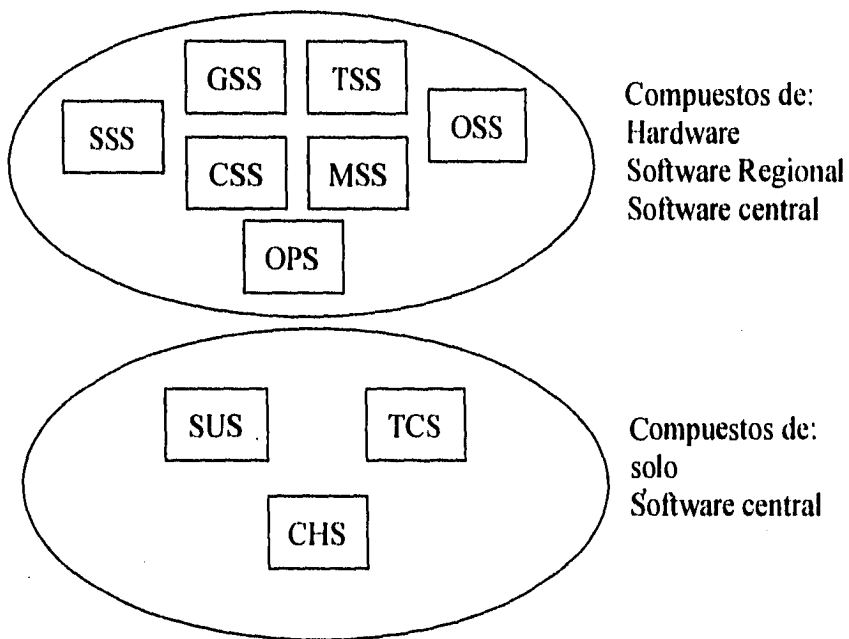 GSS TSS
SSS OSS
CSS MSS
OPS
Compuestos de:
Hardware
Software Regional
Software central
SUS TCS
CHS
Compuestos de:
solo
Software central